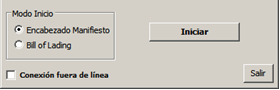 Modo Inicio
Encabezado Manifiesto
Bill of Lading
Iniciar
Conexión fuera de línea
Salir